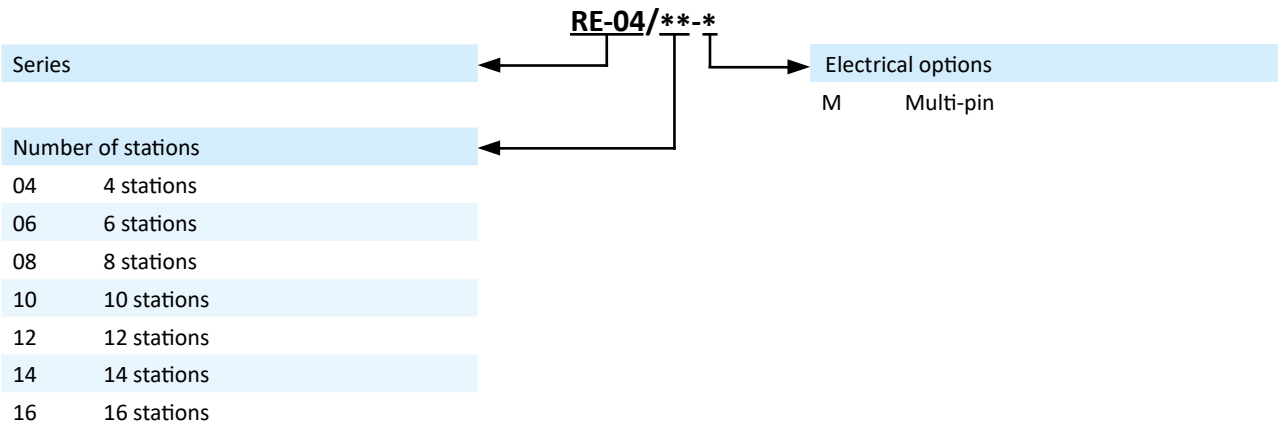 RE-04/**-*
Series
Electrical options
M Multi-pin
Number of stations
04 4 stations
06 6 stations
08 8 stations
10 10 stations
12 12 stations
14 14 stations
16 16 stations